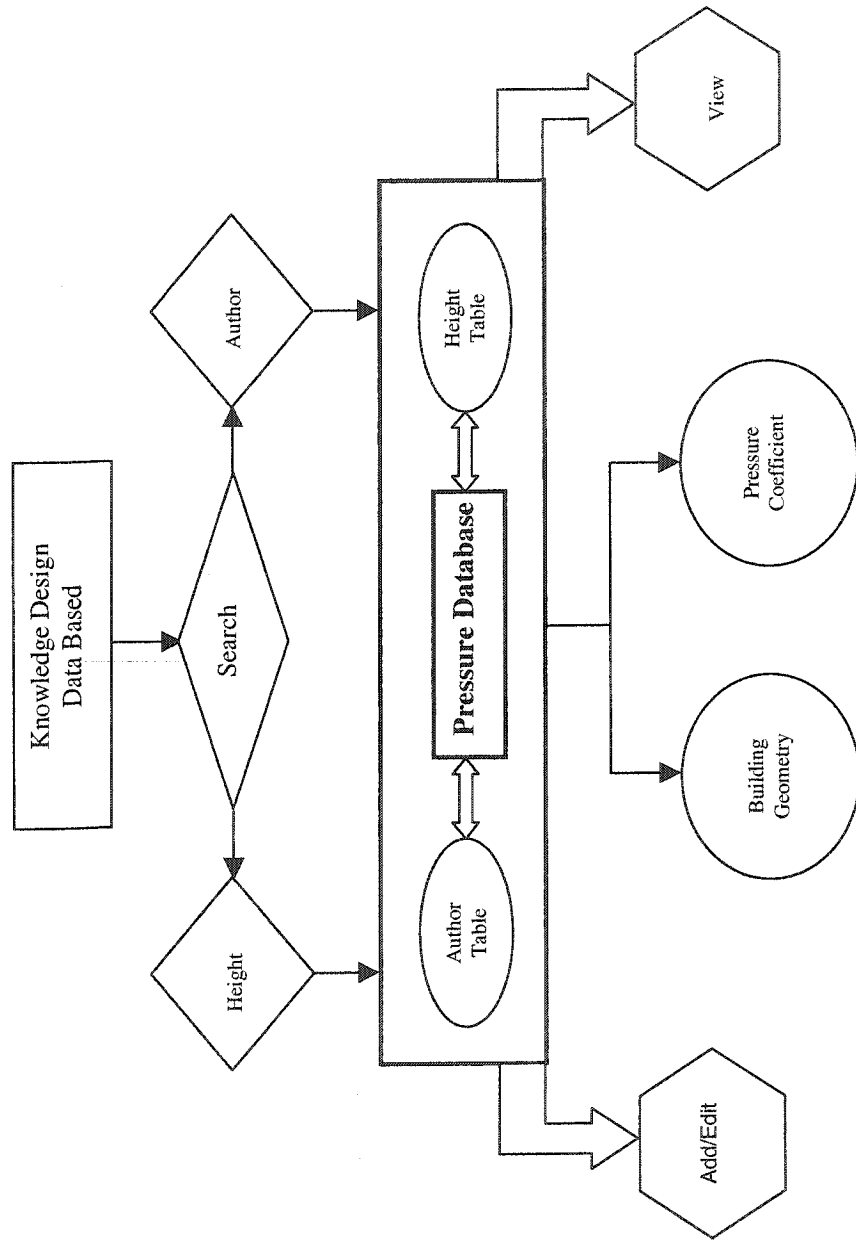 Knowledge Design
Data Based
Search
Height
Author
Author
Table
Pressure Database
Height
Table
Add/Edit
Building
Geometry
Pressure
Coefficient
View